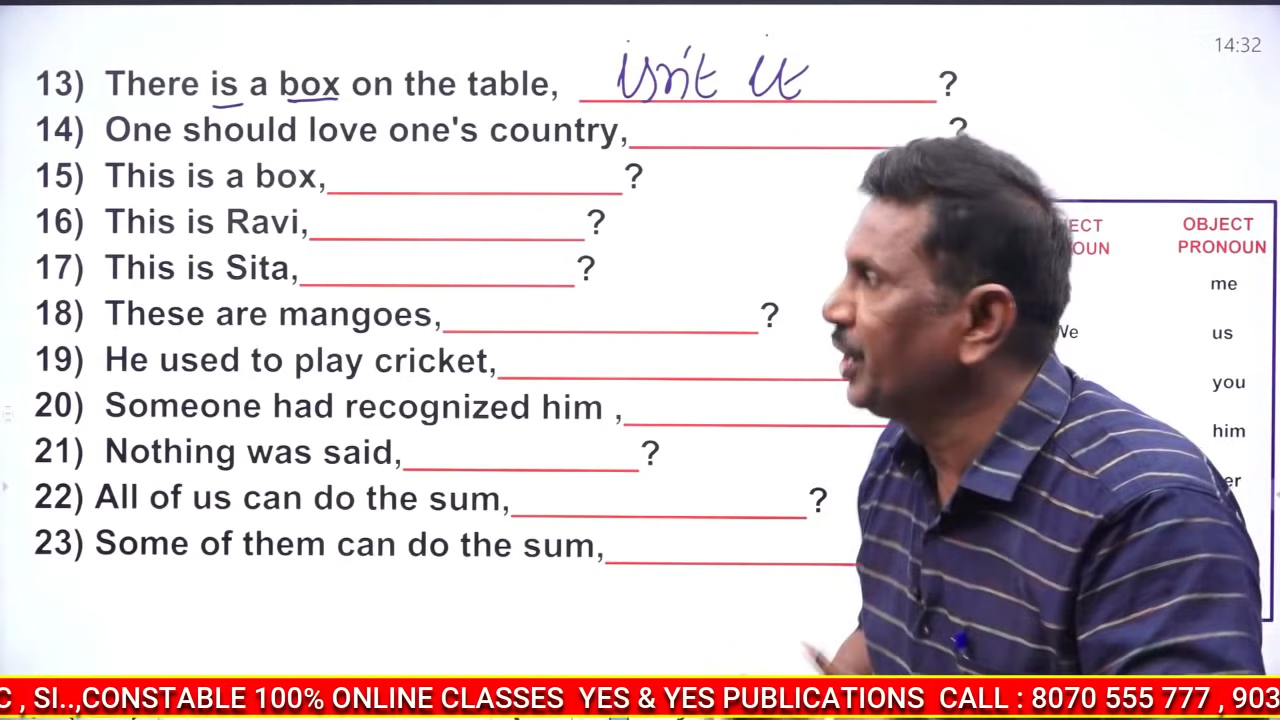 14:32
13) There is a box on the table, isn't it ?
14) One should love one's country, ?
15) This is a box, ?
16) This is Ravi, ?
17) This is Sita, ?
18) These are mangoes, ?
19) He used to play cricket,
20) Someone had recognized him ,
21) Nothing was said, ?
22) All of us can do the sum, ?
23) Some of them can do the sum,
ECT OUN
OBJECT PRONOUN
me
We us
you
him
er
C , SI..,CONSTABLE 100% ONLINE CLASSES YES & YES PUBLICATIONS CALL : 8070 555 777 , 903